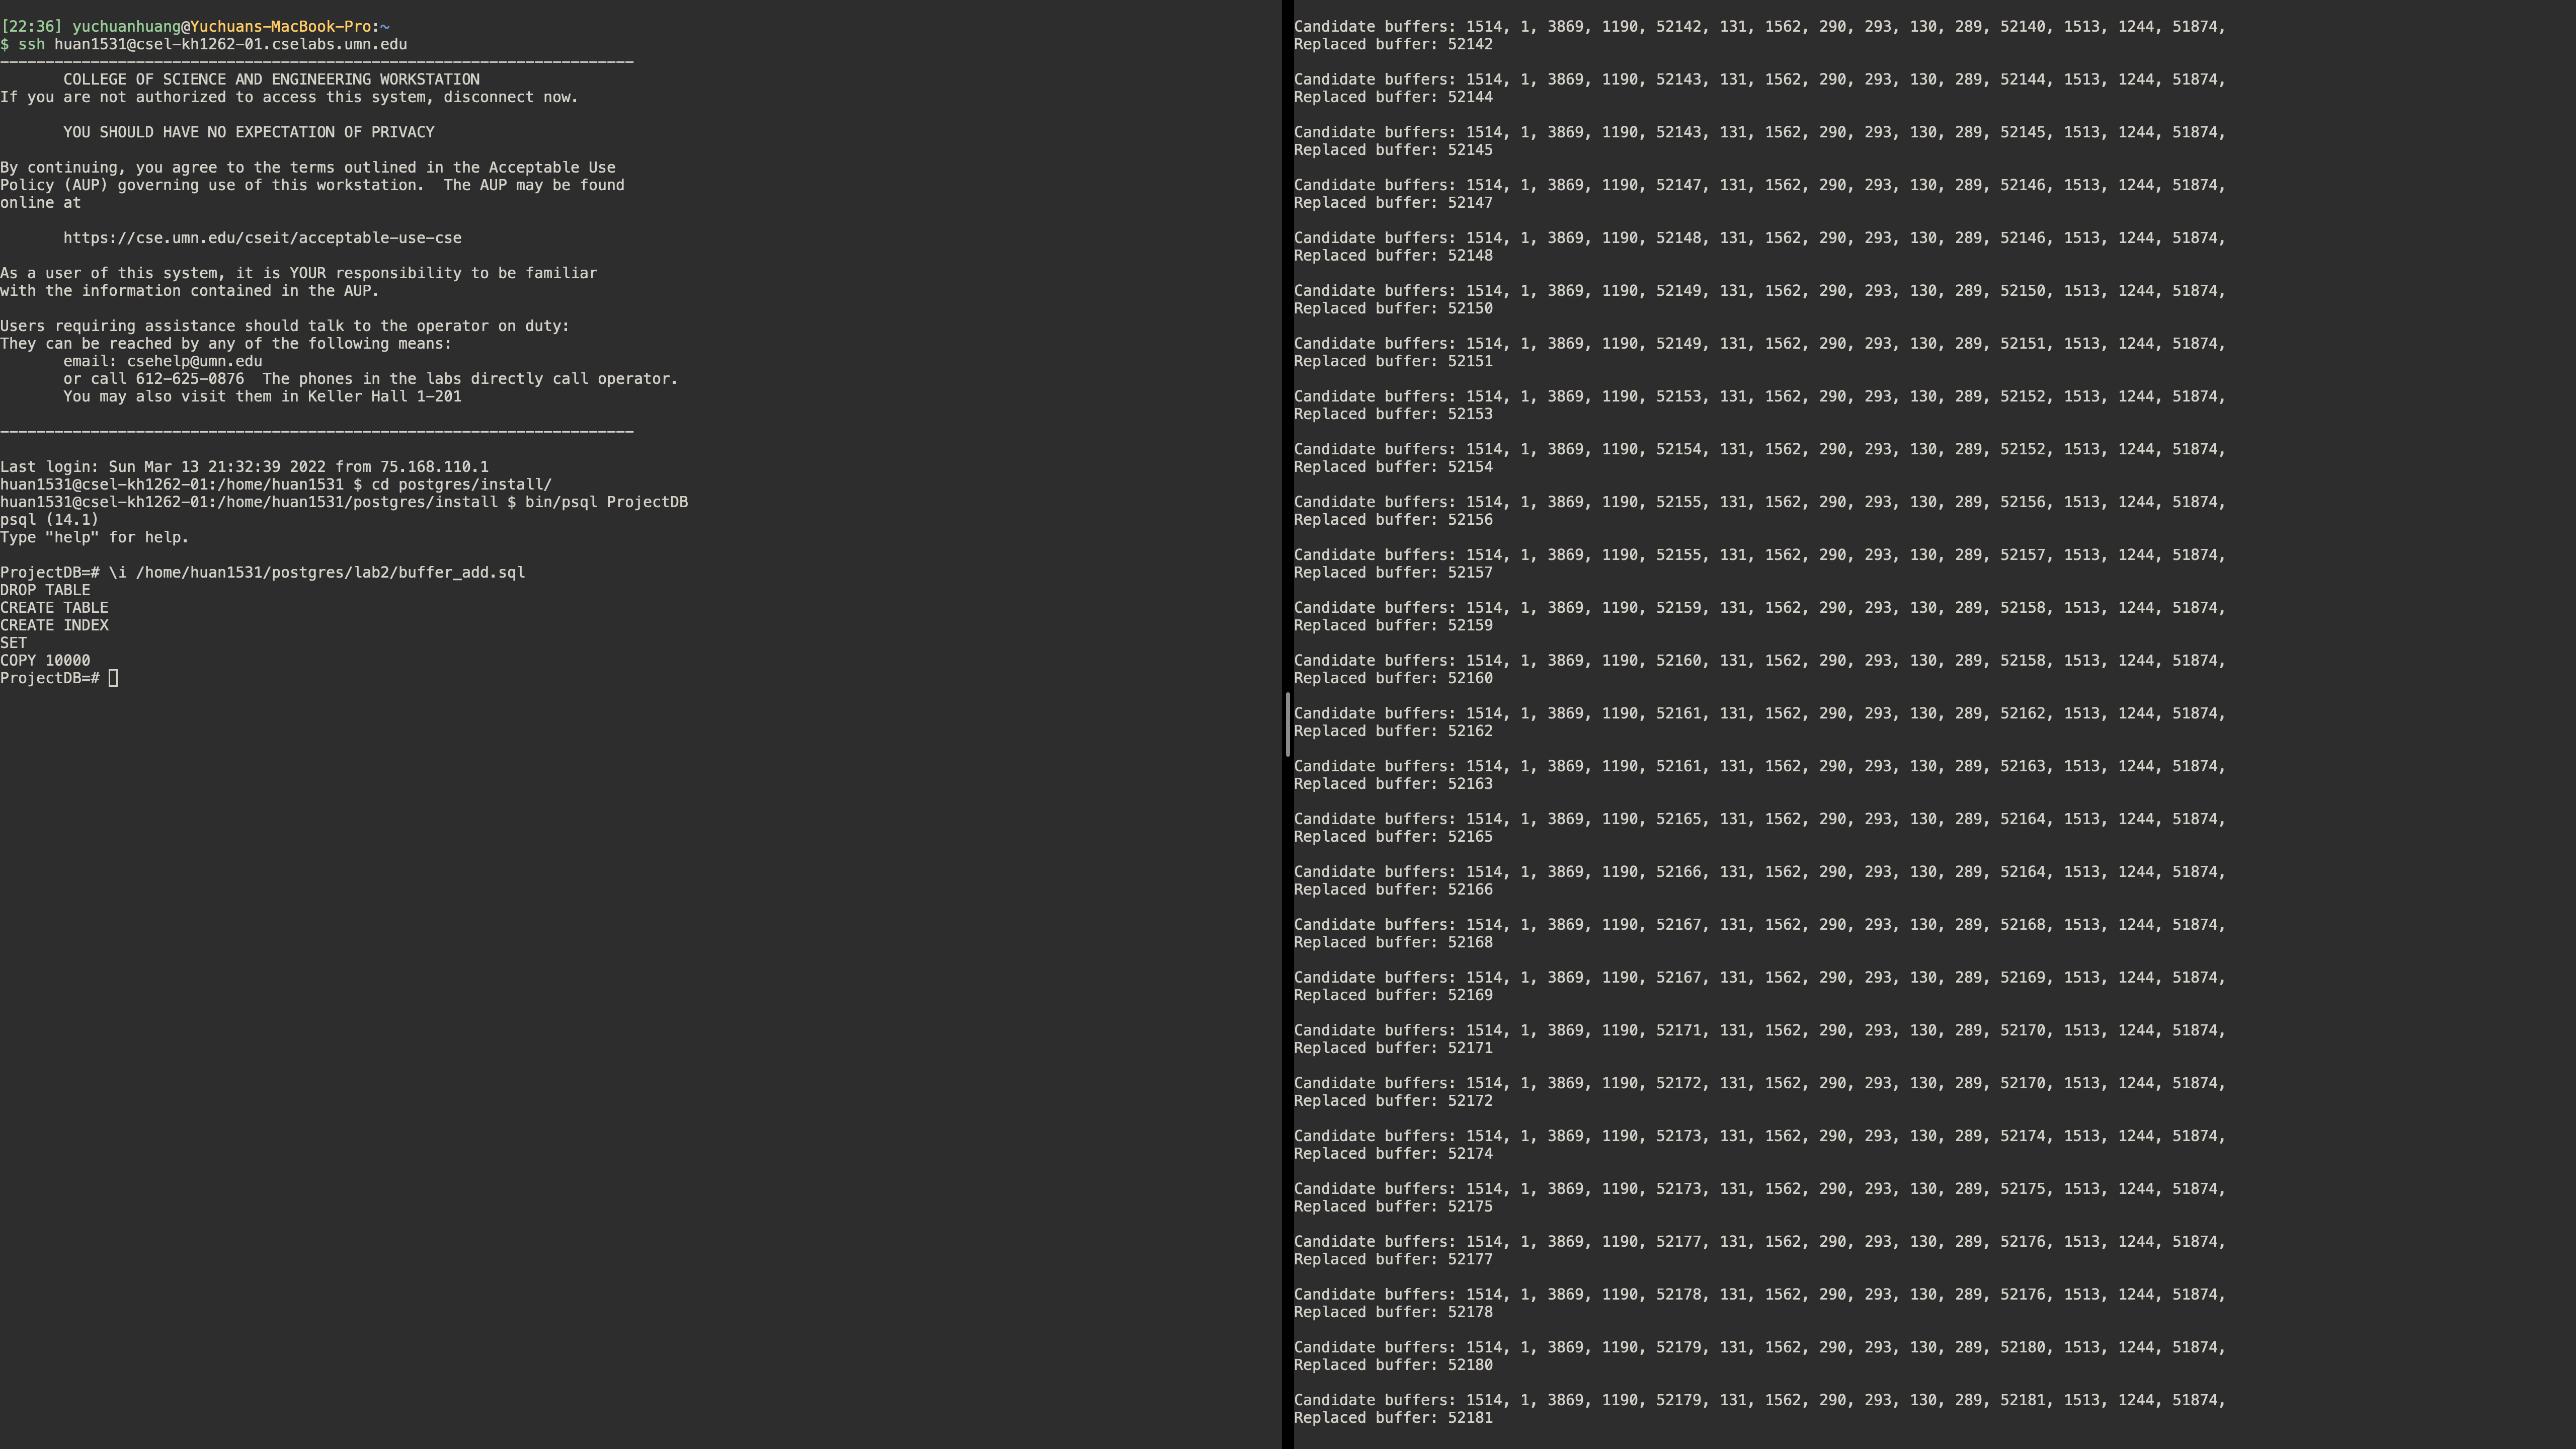 [22:36] yuchuanhuang@Yuchuans-MacBook-Pro:~
$ ssh huan1531@csel-kh1262-01.cselabs.umn.edu
----------------------------------------------------------------------
COLLEGE OF SCIENCE AND ENGINEERING WORKSTATION
If you are not authorized to access this system, disconnect now.
YOU SHOULD HAVE NO EXPECTATION OF PRIVACY
By continuing, you agree to the terms outlined in the Acceptable Use
Policy (AUP) governing use of this workstation.  The AUP may be found
online at
https://cse.umn.edu/cseit/acceptable-use-cse
As a user of this system, it is YOUR responsibility to be familiar
with the information contained in the AUP.
Users requiring assistance should talk to the operator on duty:
They can be reached by any of the following means:
email: csehelp@umn.edu
or call 612-625-0876  The phones in the labs directly call operator.
You may also visit them in Keller Hall 1-201
----------------------------------------------------------------------
Last login: Sun Mar 13 21:32:39 2022 from 75.168.110.1
huan1531@csel-kh1262-01:/home/huan1531 $ cd postgres/install/
huan1531@csel-kh1262-01:/home/huan1531/postgres/install $ bin/psql ProjectDB
psql (14.1)
Type "help" for help.
ProjectDB=# \i /home/huan1531/postgres/lab2/buffer_add.sql
DROP TABLE
CREATE TABLE
CREATE INDEX
SET
COPY 10000
ProjectDB=#
Candidate buffers: 1514, 1, 3869, 1190, 52142, 131, 1562, 290, 293, 130, 289, 52140, 1513, 1244, 51874,
Replaced buffer: 52142
Candidate buffers: 1514, 1, 3869, 1190, 52143, 131, 1562, 290, 293, 130, 289, 52144, 1513, 1244, 51874,
Replaced buffer: 52144
Candidate buffers: 1514, 1, 3869, 1190, 52143, 131, 1562, 290, 293, 130, 289, 52145, 1513, 1244, 51874,
Replaced buffer: 52145
Candidate buffers: 1514, 1, 3869, 1190, 52147, 131, 1562, 290, 293, 130, 289, 52146, 1513, 1244, 51874,
Replaced buffer: 52147
Candidate buffers: 1514, 1, 3869, 1190, 52148, 131, 1562, 290, 293, 130, 289, 52146, 1513, 1244, 51874,
Replaced buffer: 52148
Candidate buffers: 1514, 1, 3869, 1190, 52149, 131, 1562, 290, 293, 130, 289, 52150, 1513, 1244, 51874,
Replaced buffer: 52150
Candidate buffers: 1514, 1, 3869, 1190, 52149, 131, 1562, 290, 293, 130, 289, 52151, 1513, 1244, 51874,
Replaced buffer: 52151
Candidate buffers: 1514, 1, 3869, 1190, 52153, 131, 1562, 290, 293, 130, 289, 52152, 1513, 1244, 51874,
Replaced buffer: 52153
Candidate buffers: 1514, 1, 3869, 1190, 52154, 131, 1562, 290, 293, 130, 289, 52152, 1513, 1244, 51874,
Replaced buffer: 52154
Candidate buffers: 1514, 1, 3869, 1190, 52155, 131, 1562, 290, 293, 130, 289, 52156, 1513, 1244, 51874,
Replaced buffer: 52156
Candidate buffers: 1514, 1, 3869, 1190, 52155, 131, 1562, 290, 293, 130, 289, 52157, 1513, 1244, 51874,
Replaced buffer: 52157
Candidate buffers: 1514, 1, 3869, 1190, 52159, 131, 1562, 290, 293, 130, 289, 52158, 1513, 1244, 51874,
Replaced buffer: 52159
Candidate buffers: 1514, 1, 3869, 1190, 52160, 131, 1562, 290, 293, 130, 289, 52158, 1513, 1244, 51874,
Replaced buffer: 52160
Candidate buffers: 1514, 1, 3869, 1190, 52161, 131, 1562, 290, 293, 130, 289, 52162, 1513, 1244, 51874,
Replaced buffer: 52162
Candidate buffers: 1514, 1, 3869, 1190, 52161, 131, 1562, 290, 293, 130, 289, 52163, 1513, 1244, 51874,
Replaced buffer: 52163
Candidate buffers: 1514, 1, 3869, 1190, 52165, 131, 1562, 290, 293, 130, 289, 52164, 1513, 1244, 51874,
Replaced buffer: 52165
Candidate buffers: 1514, 1, 3869, 1190, 52166, 131, 1562, 290, 293, 130, 289, 52164, 1513, 1244, 51874,
Replaced buffer: 52166
Candidate buffers: 1514, 1, 3869, 1190, 52167, 131, 1562, 290, 293, 130, 289, 52168, 1513, 1244, 51874,
Replaced buffer: 52168
Candidate buffers: 1514, 1, 3869, 1190, 52167, 131, 1562, 290, 293, 130, 289, 52169, 1513, 1244, 51874,
Replaced buffer: 52169
Candidate buffers: 1514, 1, 3869, 1190, 52171, 131, 1562, 290, 293, 130, 289, 52170, 1513, 1244, 51874,
Replaced buffer: 52171
Candidate buffers: 1514, 1, 3869, 1190, 52172, 131, 1562, 290, 293, 130, 289, 52170, 1513, 1244, 51874,
Replaced buffer: 52172
Candidate buffers: 1514, 1, 3869, 1190, 52173, 131, 1562, 290, 293, 130, 289, 52174, 1513, 1244, 51874,
Replaced buffer: 52174
Candidate buffers: 1514, 1, 3869, 1190, 52173, 131, 1562, 290, 293, 130, 289, 52175, 1513, 1244, 51874,
Replaced buffer: 52175
Candidate buffers: 1514, 1, 3869, 1190, 52177, 131, 1562, 290, 293, 130, 289, 52176, 1513, 1244, 51874,
Replaced buffer: 52177
Candidate buffers: 1514, 1, 3869, 1190, 52178, 131, 1562, 290, 293, 130, 289, 52176, 1513, 1244, 51874,
Replaced buffer: 52178
Candidate buffers: 1514, 1, 3869, 1190, 52179, 131, 1562, 290, 293, 130, 289, 52180, 1513, 1244, 51874,
Replaced buffer: 52180
Candidate buffers: 1514, 1, 3869, 1190, 52179, 131, 1562, 290, 293, 130, 289, 52181, 1513, 1244, 51874,
Replaced buffer: 52181